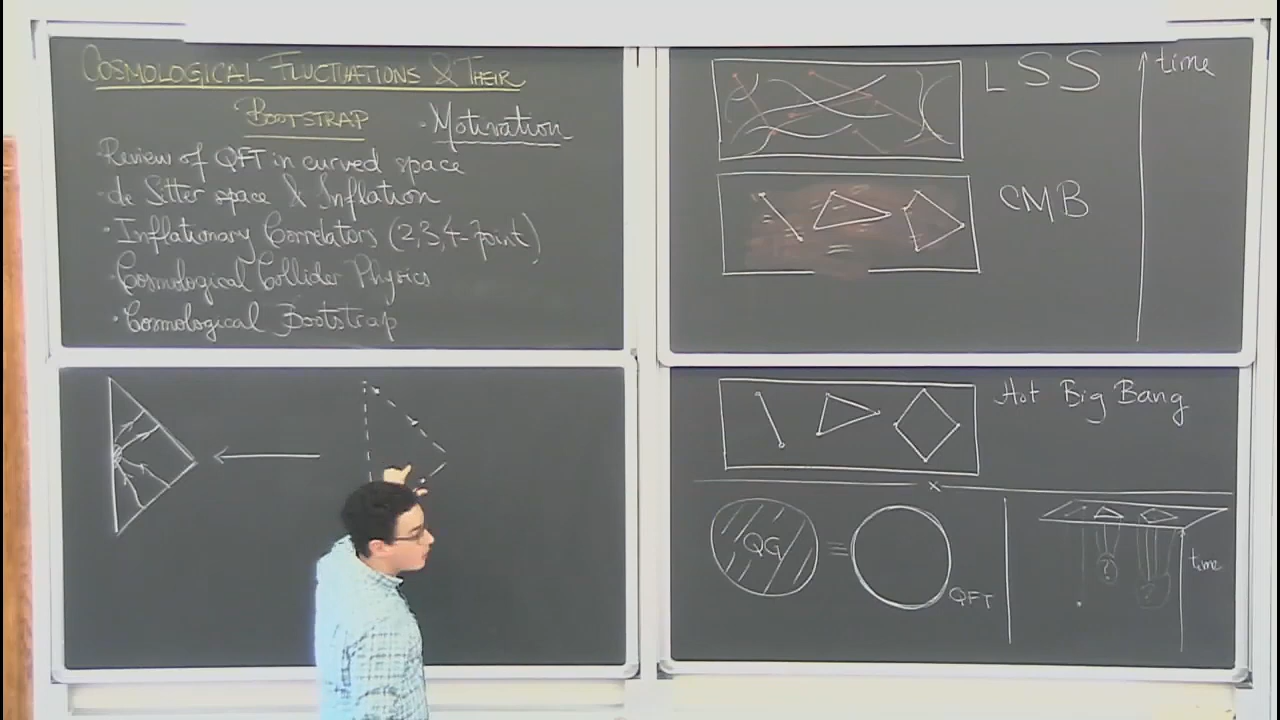 COSMOLOGICAL FLUCTUATIONS & THEIR
BOOTSTRAP
· Motivation
· Review of QFT in curved space
· de Sitter space & Inflation
· Inflationary Correlators (2,3,4-Point)
· Cosmological Collider Physics
· Cosmological Bootstrap
LSS
time
CMB
Hot Big Bang
QG = QFT
?
?
time